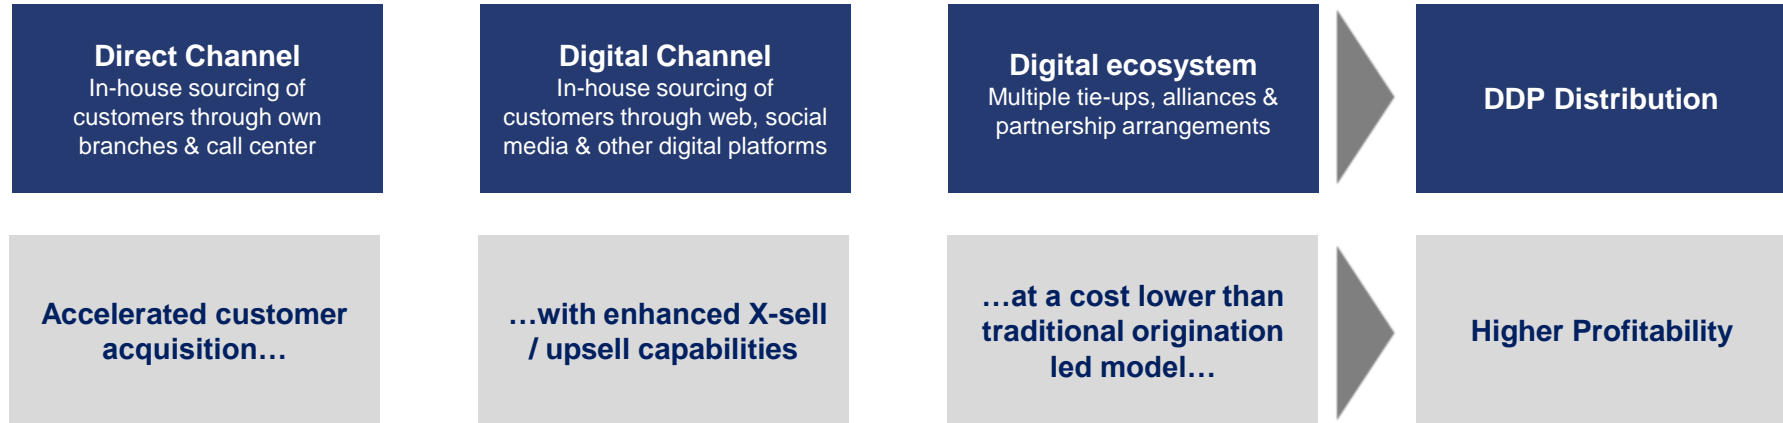 Direct Channel
In-house sourcing of
customers through own
branches & call center
Digital Channel
In-house sourcing of
customers through web, social
media & other digital platforms
Digital ecosystem
Multiple tie-ups, alliances &
partnership arrangements
DDP Distribution
Accelerated customer
acquisition…
…with enhanced X-sell
/ upsell capabilities
…at a cost lower than
traditional origination
led model…
Higher Profitability